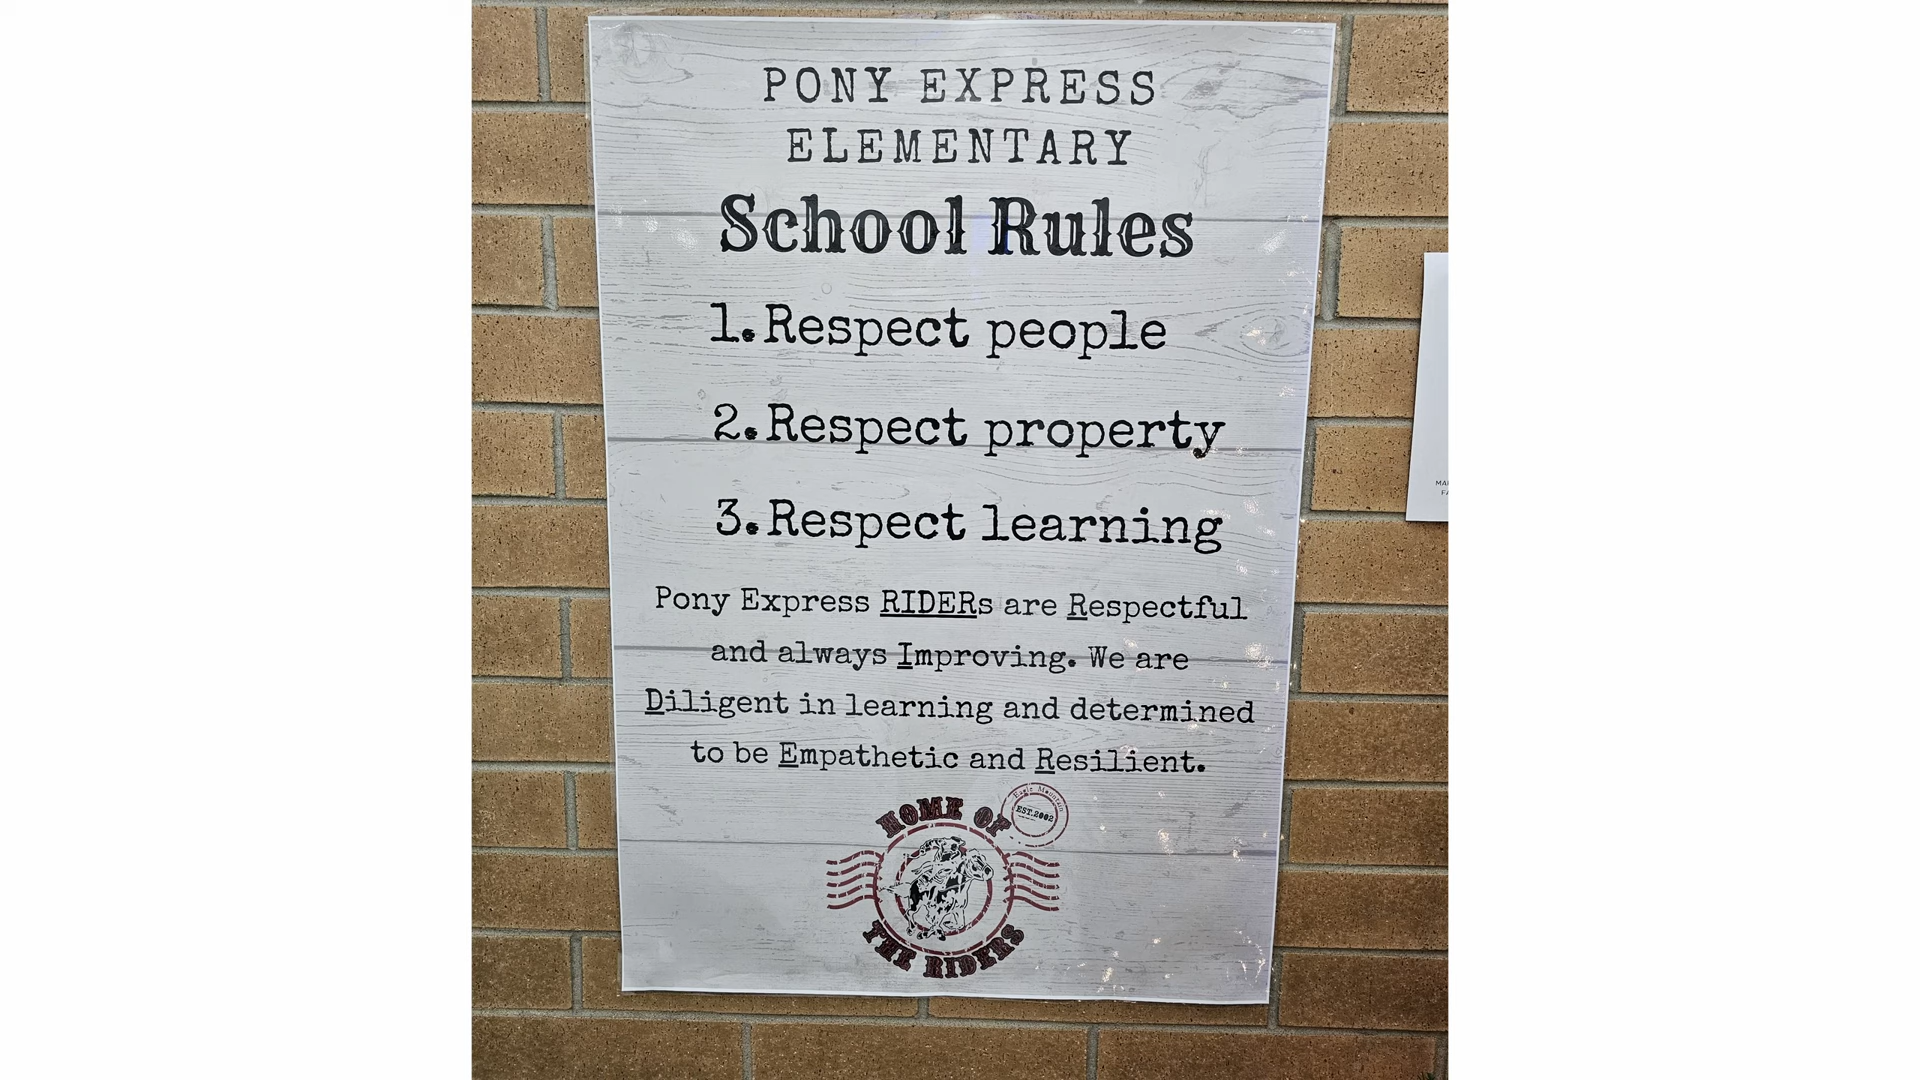 PONY EXPRESS
ELEMENTARY
School Rules
1. Respect people
2. Respect property
3. Respect learning
Pony Express RIDERs are Respectful
and always Improving. We are
Diligent in learning and determined
to be Empathetic and Resilient.
Eagle Mountain
EST.2002
HOME OF
THE RIDERS